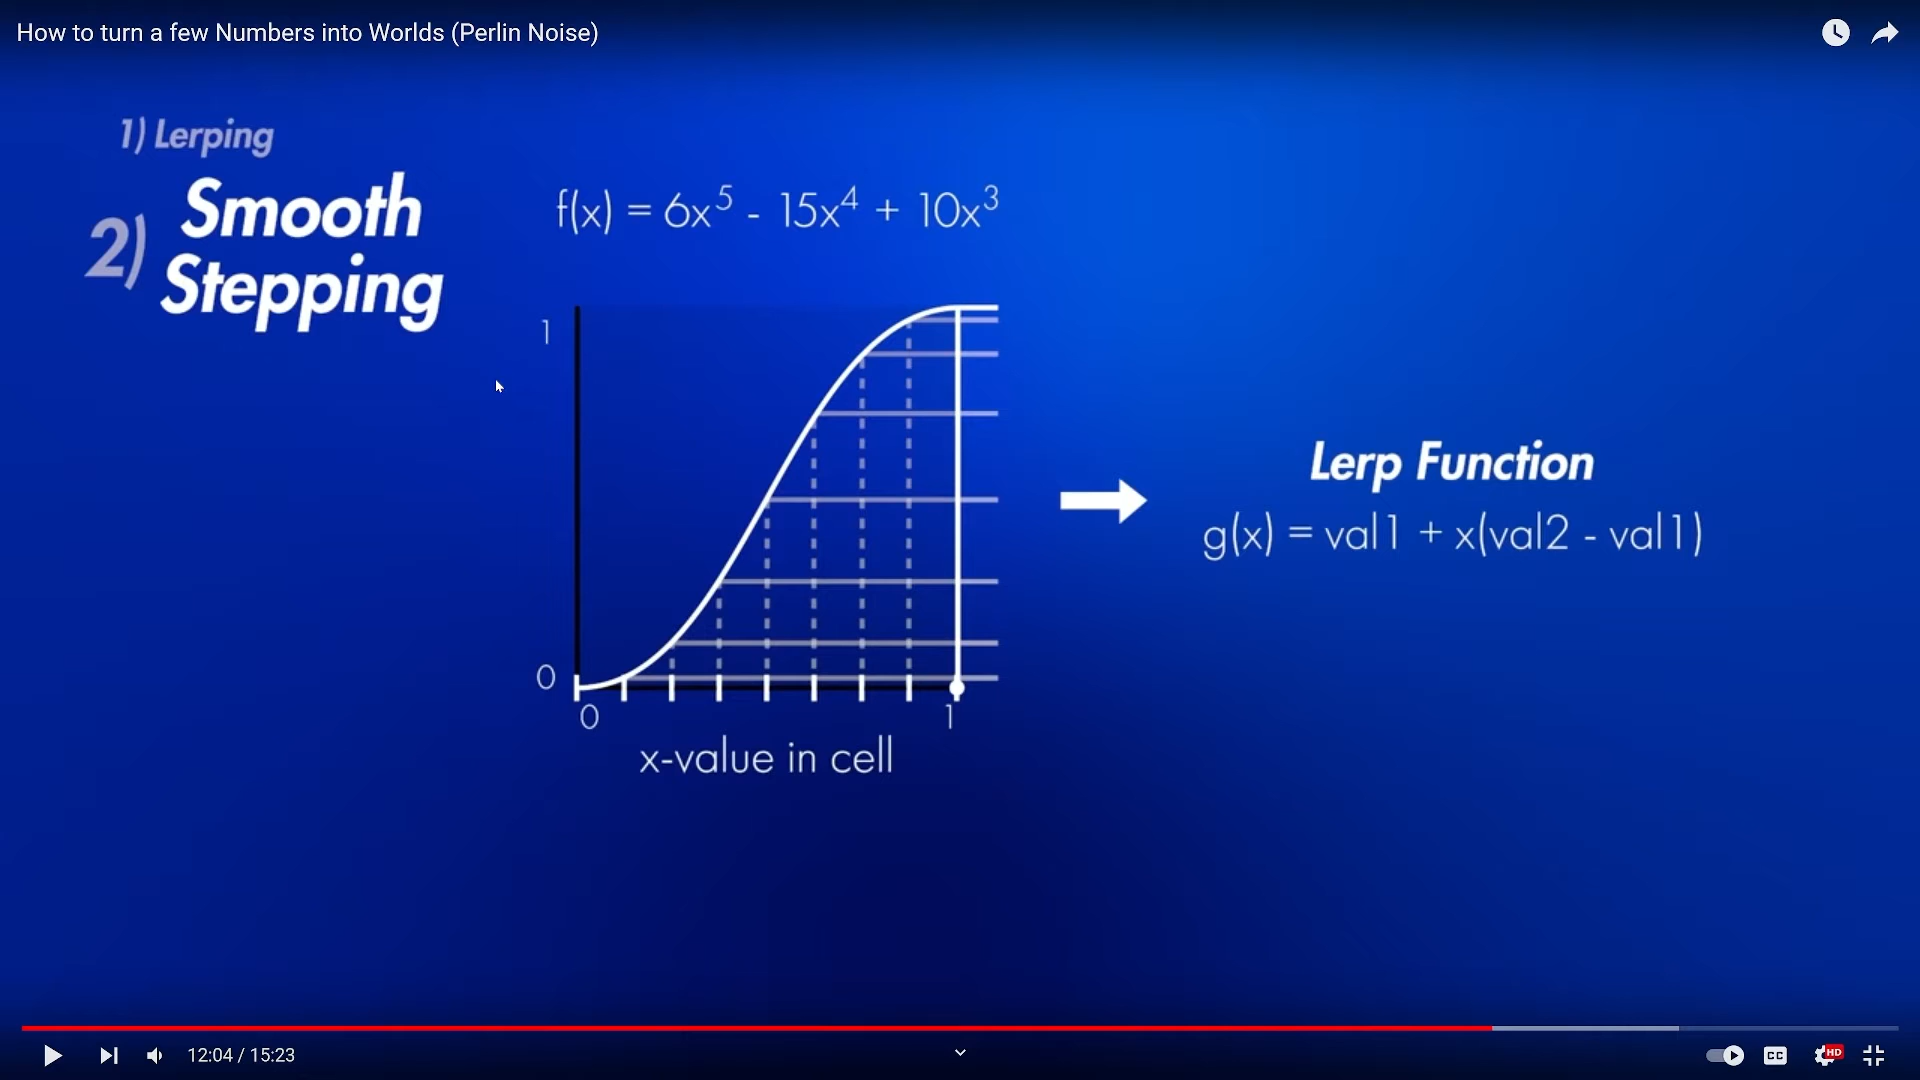 How to turn a few Numbers into Worlds (Perlin Noise)
1) Lerping
2) Smooth
Stepping
f(x) = 6x⁵ - 15x⁴ + 10x³
1
0
0 1
x-value in cell
Lerp Function
g(x) = val1 + x(val2 - val1)
12:04 / 15:23
CC
HD